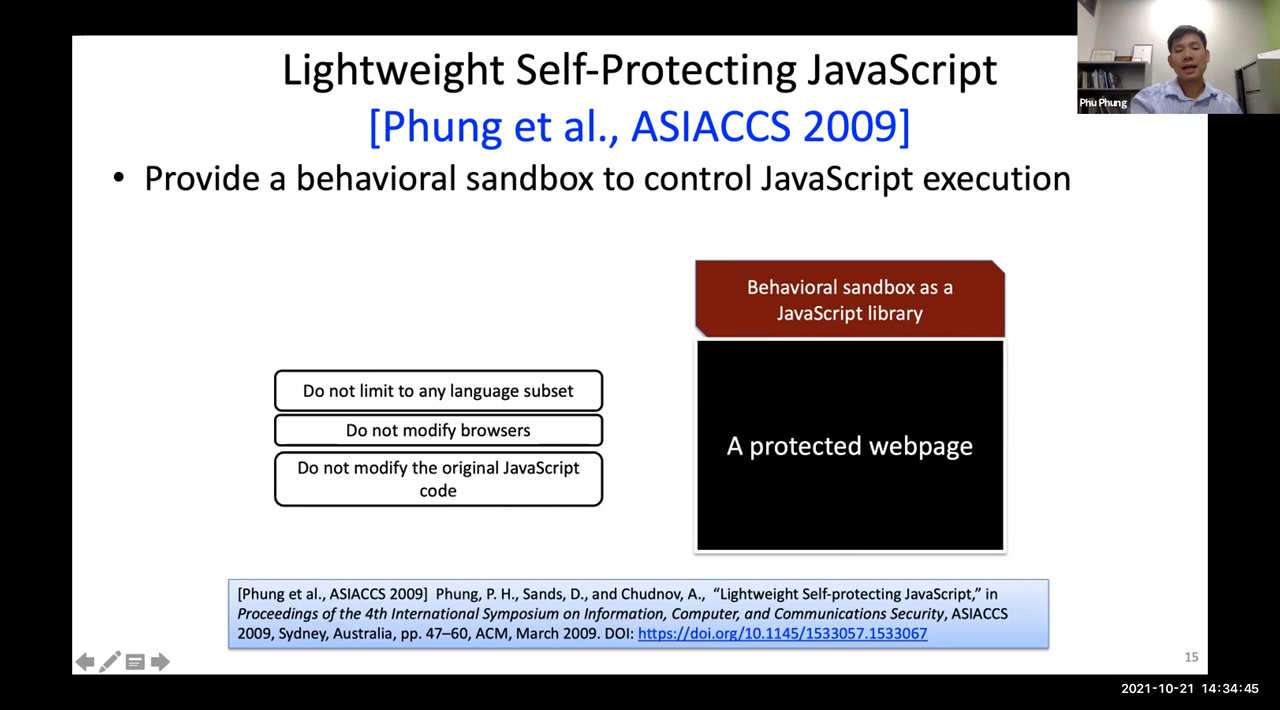 Lightweight Self-Protecting JavaScript
[Phung et al., ASIACCS 2009]
• Provide a behavioral sandbox to control JavaScript execution
Phu Phung
Behavioral sandbox as a
JavaScript library
Do not limit to any language subset
Do not modify browsers
Do not modify the original JavaScript
code
A protected webpage
[Phung et al., ASIACCS 2009] Phung, P. H., Sands, D., and Chudnov, A., “Lightweight Self-protecting JavaScript,” in
Proceedings of the 4th International Symposium on Information, Computer, and Communications Security, ASIACCS
2009, Sydney, Australia, pp. 47–60, ACM, March 2009. DOI: https://doi.org/10.1145/1533057.1533067
15
2021-10-21 14:34:45